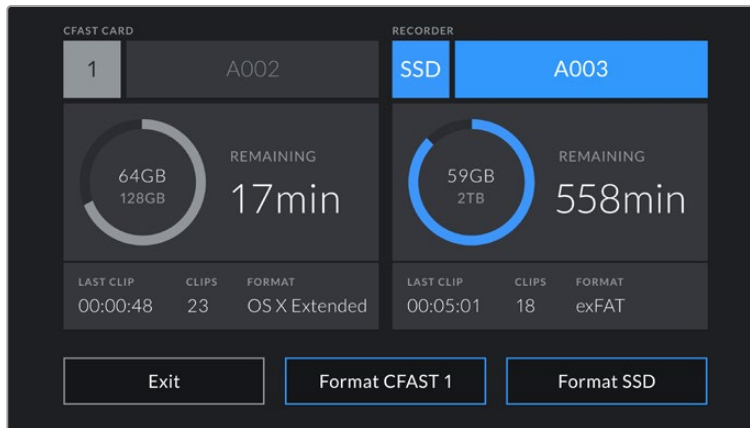 CFAST CARD
1 A002
64GB
128GB
REMAINING
17min
LAST CLIP CLIPS FORMAT
00:00:48 23 OS X Extended
RECORDER
SSD A003
59GB
2TB
REMAINING
558min
LAST CLIP CLIPS FORMAT
00:05:01 18 exFAT
Exit Format CFAST 1 Format SSD